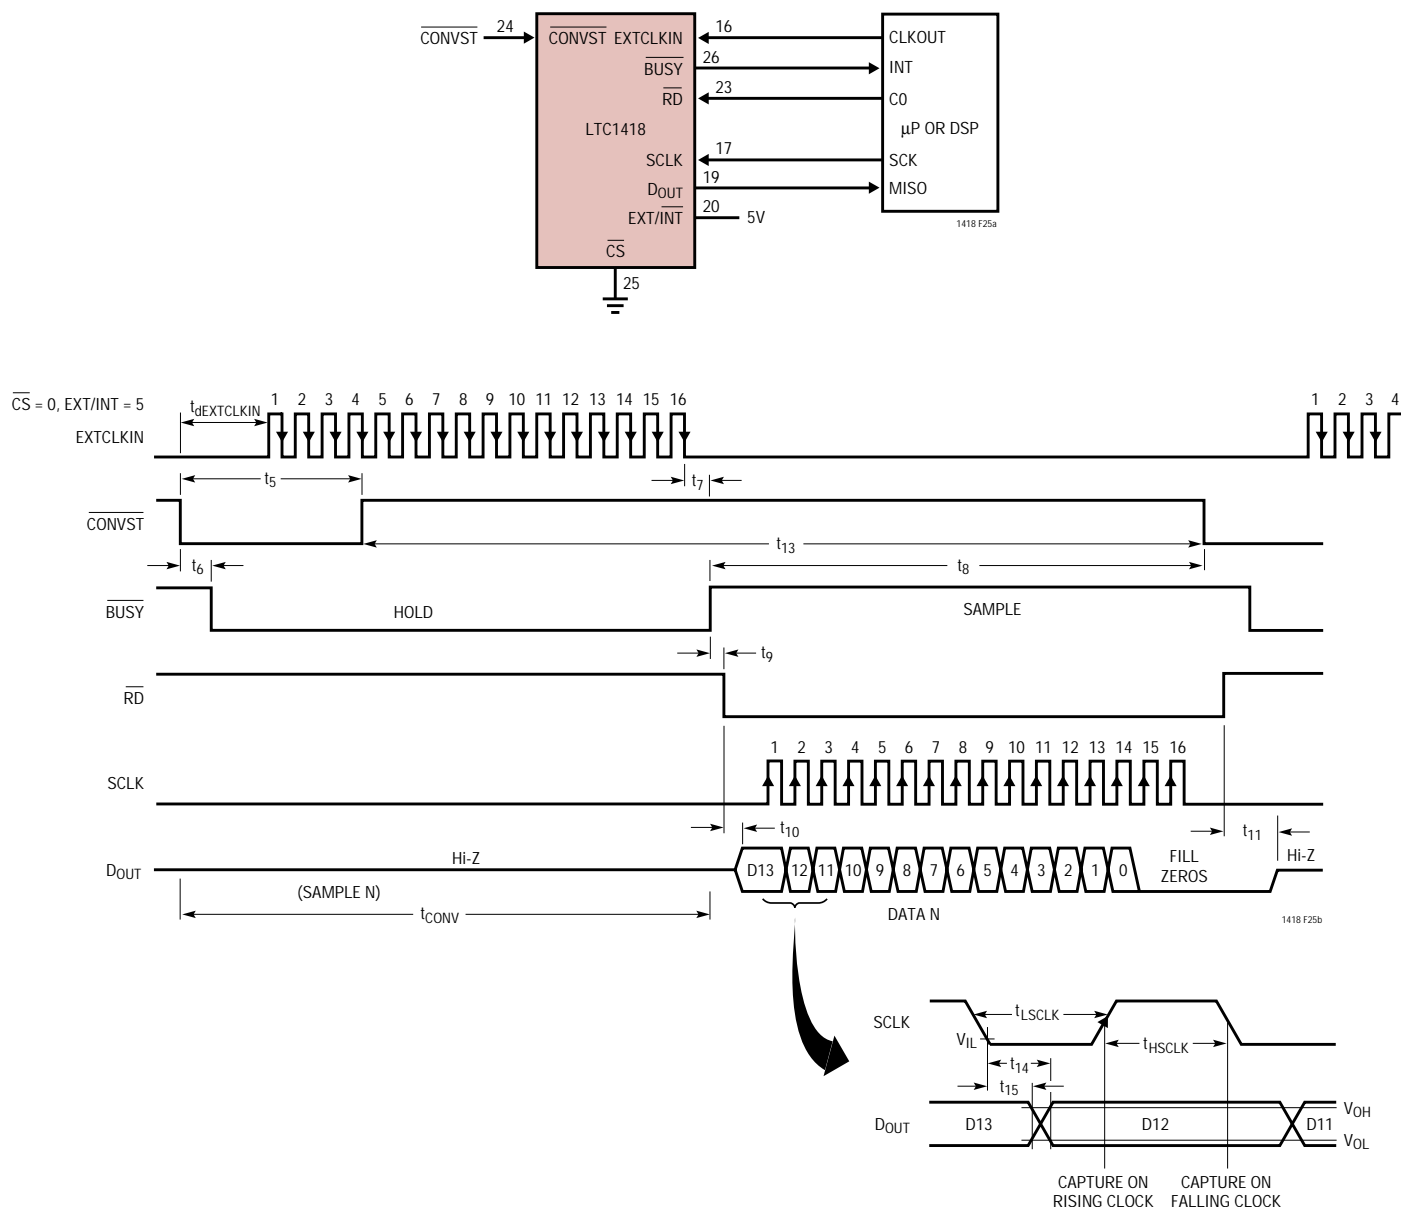 CONVST 24 CONVST EXTCLKIN 16 CLKOUT
BUSY 26 INT
RD 23 C0
LTC1418 µP OR DSP
SCLK 17 SCK
DOUT 19 MISO
EXT/INT 20 5V
1418 F25a
CS
25
CS = 0, EXT/INT = 5
tdEXTCLKIN 1 2 3 4 5 6 7 8 9 10 11 12 13 14 15 16 1 2 3 4
EXTCLKIN
t5 t7
CONVST
t13
t6 t8
BUSY HOLD SAMPLE
t9
RD
1 2 3 4 5 6 7 8 9 10 11 12 13 14 15 16
SCLK
t10 t11
DOUT Hi-Z D13 12 11 10 9 8 7 6 5 4 3 2 1 0 FILL ZEROS Hi-Z
(SAMPLE N)
tCONV DATA N
1418 F25b
SCLK tLSCLK
VIL tHSCLK
t14
t15
DOUT D13 D12 D11 VOH
VOL
CAPTURE ON RISING CLOCK
CAPTURE ON FALLING CLOCK